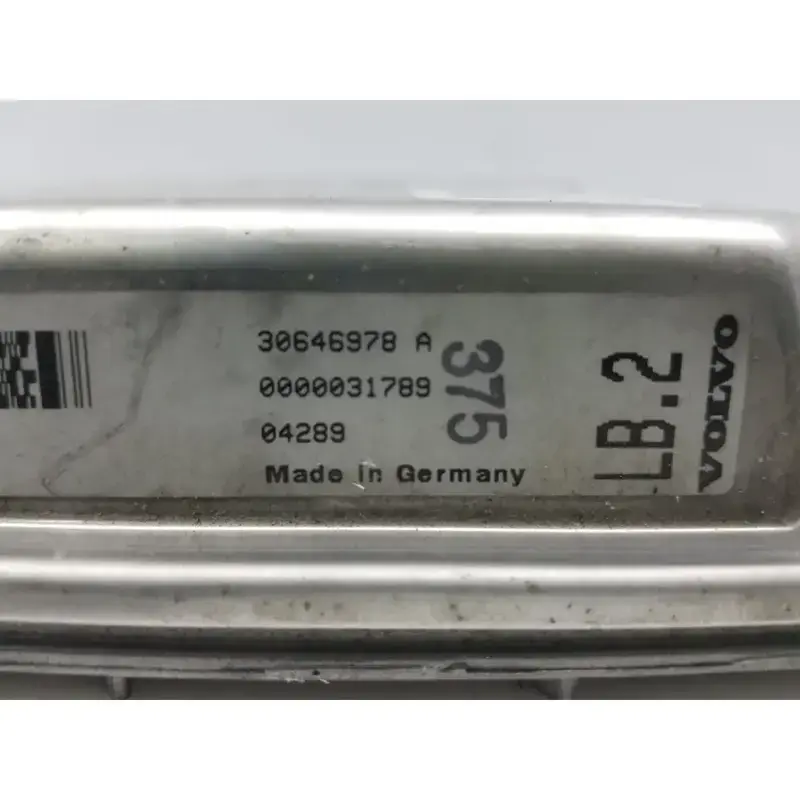 30646978 A
0000031789
04289
Made in Germany
375
LB.2
VOLVO